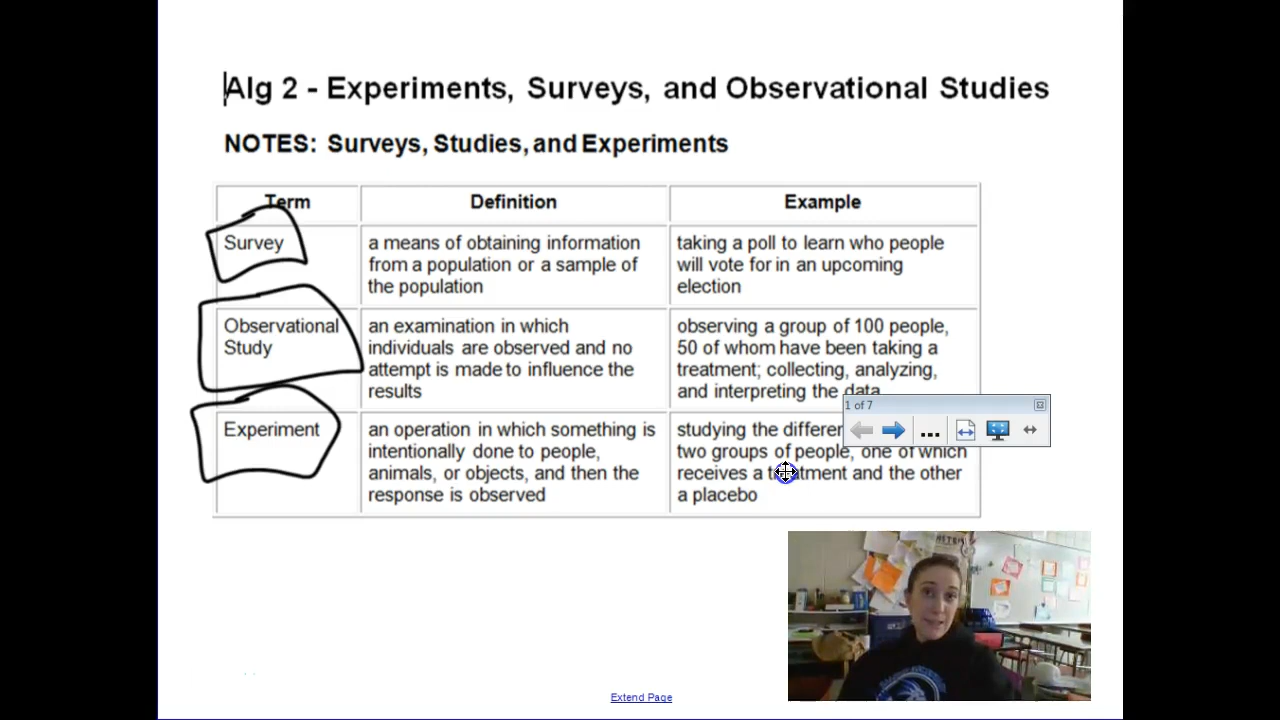 Alg 2 - Experiments, Surveys, and Observational Studies
NOTES: Surveys, Studies, and Experiments
Term Definition Example
Survey
a means of obtaining information
from a population or a sample of
the population
taking a poll to learn who people
will vote for in an upcoming
election
Observational
Study
an examination in which
individuals are observed and no
attempt is made to influence the
results
observing a group of 100 people,
50 of whom have been taking a
treatment; collecting, analyzing,
and interpreting the data
Experiment
an operation in which something is
intentionally done to people,
animals, or objects, and then the
response is observed
studying the
two groups of people, one of which
receives a treatment and the other
a placebo
1 of 7
...
Extend Page